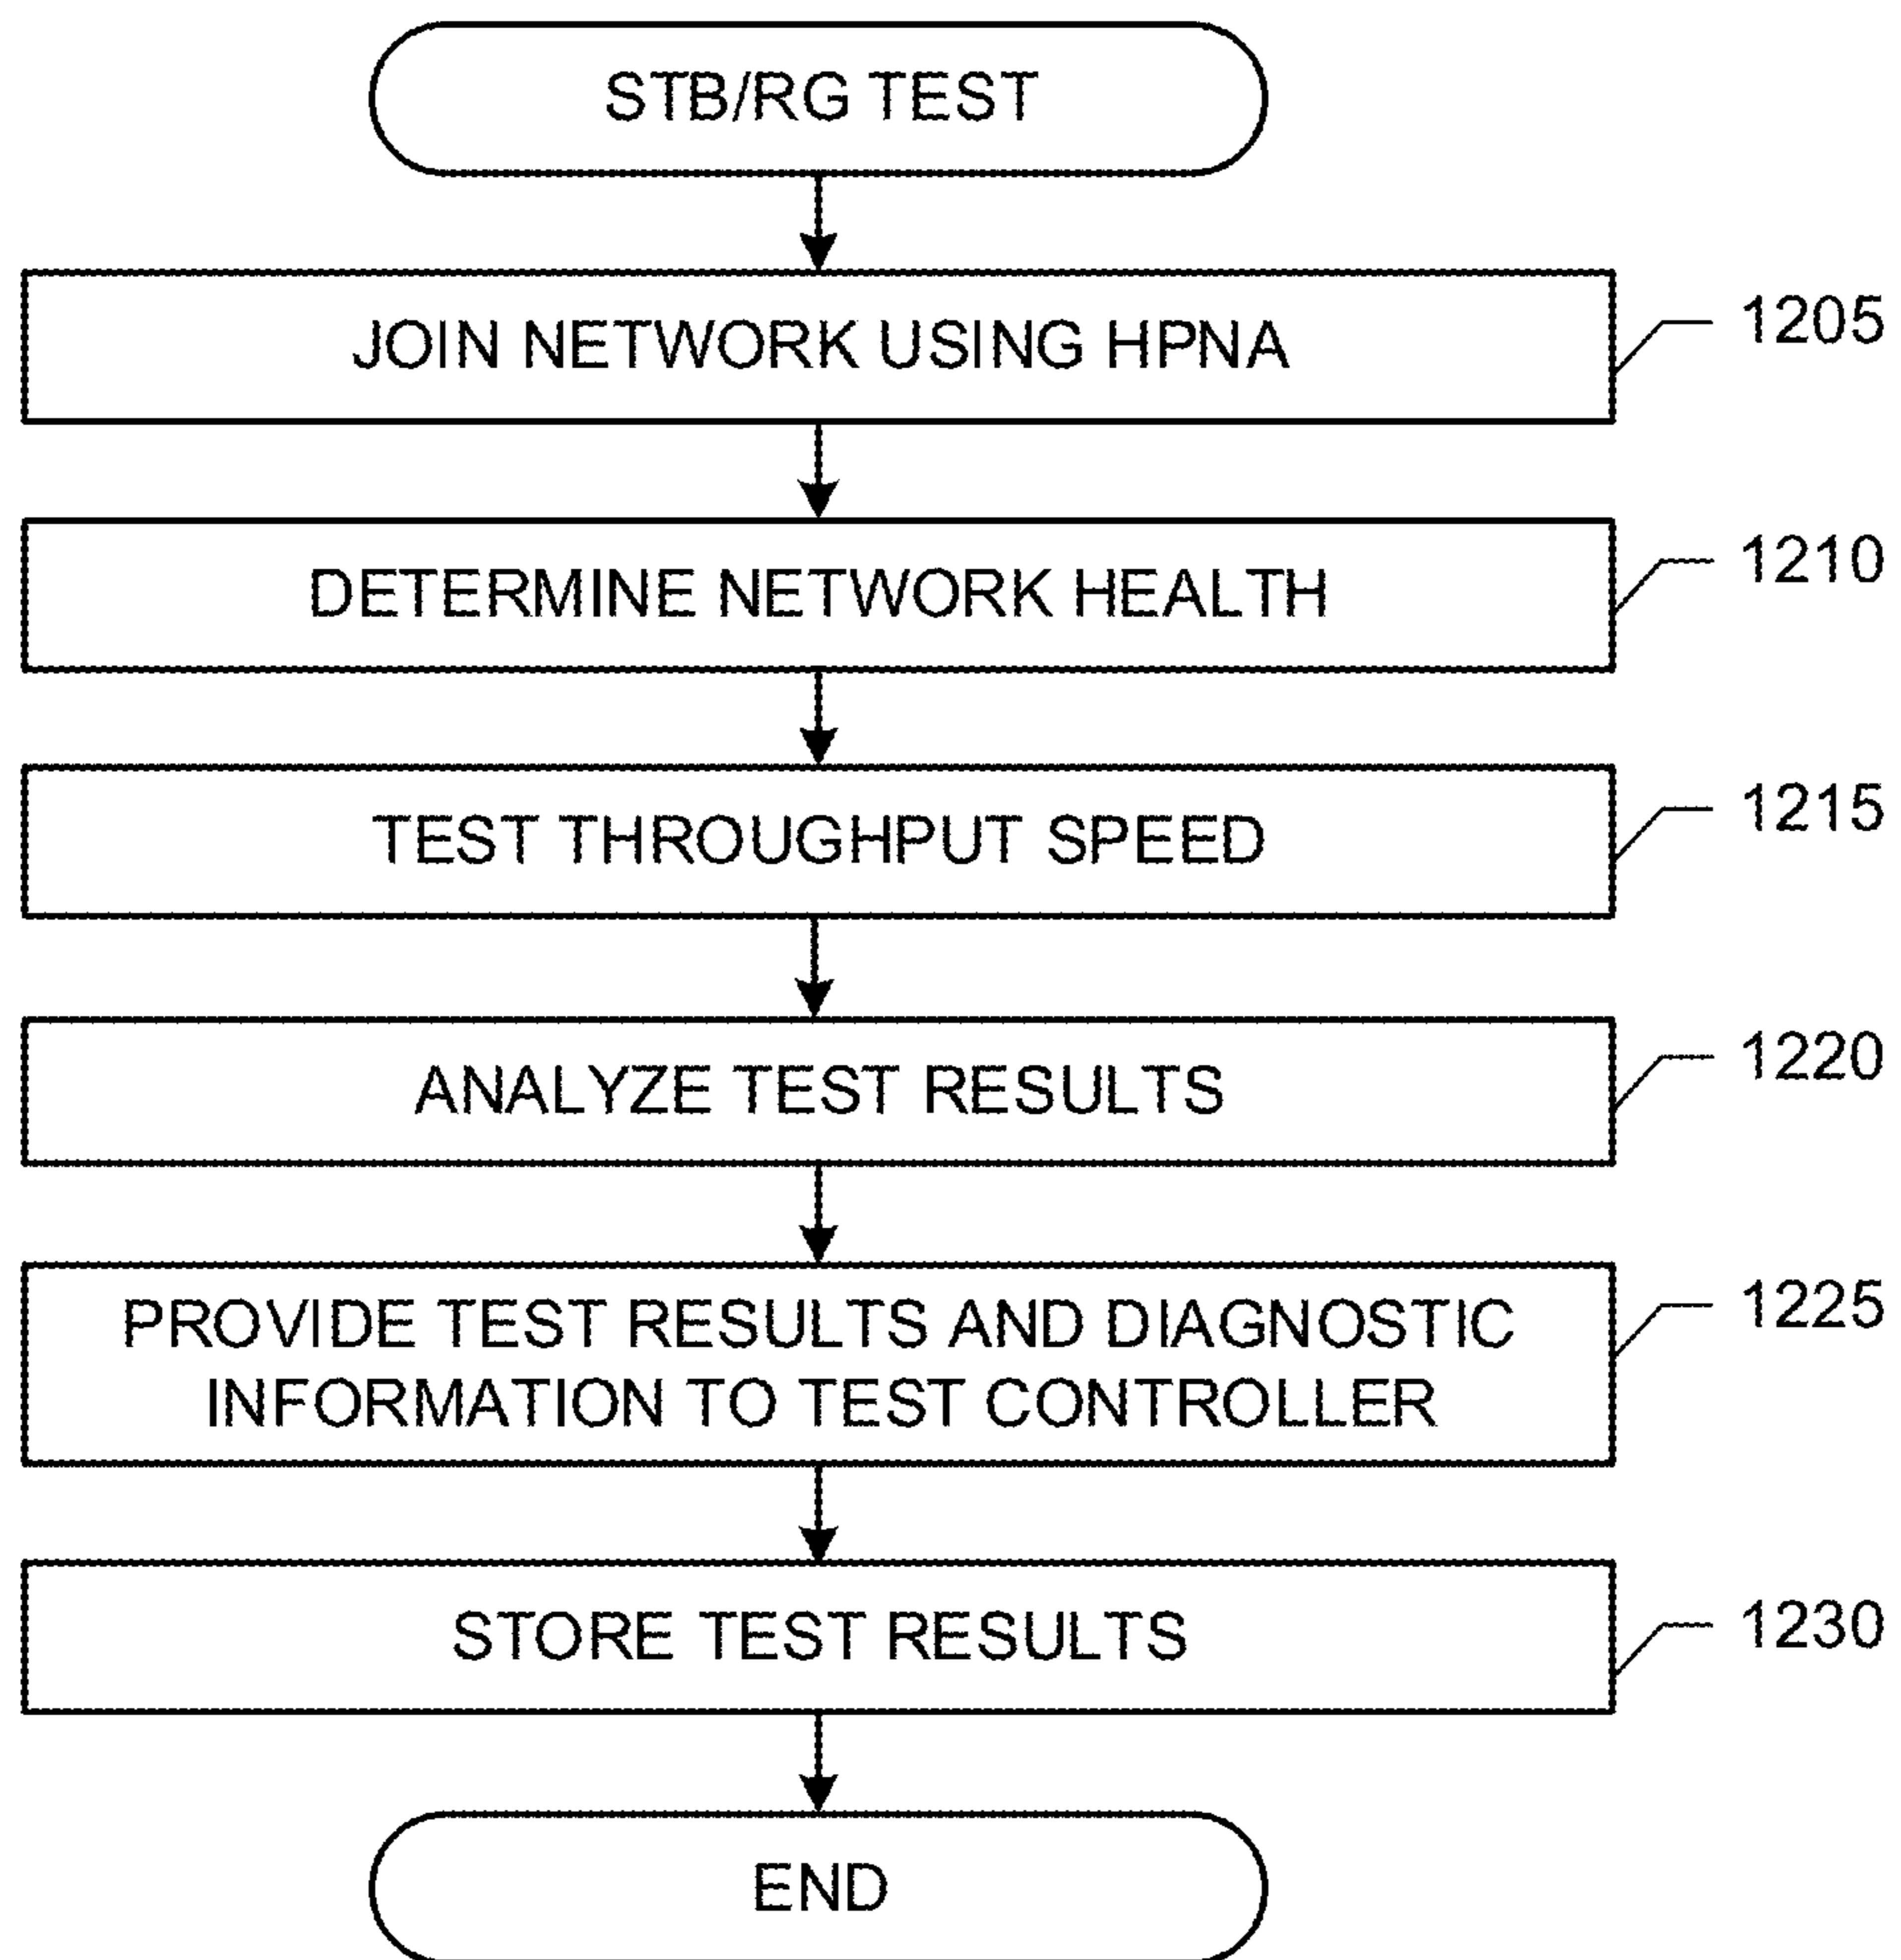 STB/RG TEST
JOIN NETWORK USING HPNA
1205
DETERMINE NETWORK HEALTH
1210
TEST THROUGHPUT SPEED
1215
ANALYZE TEST RESULTS
1220
PROVIDE TEST RESULTS AND DIAGNOSTIC
INFORMATION TO TEST CONTROLLER
1225
STORE TEST RESULTS
1230
END